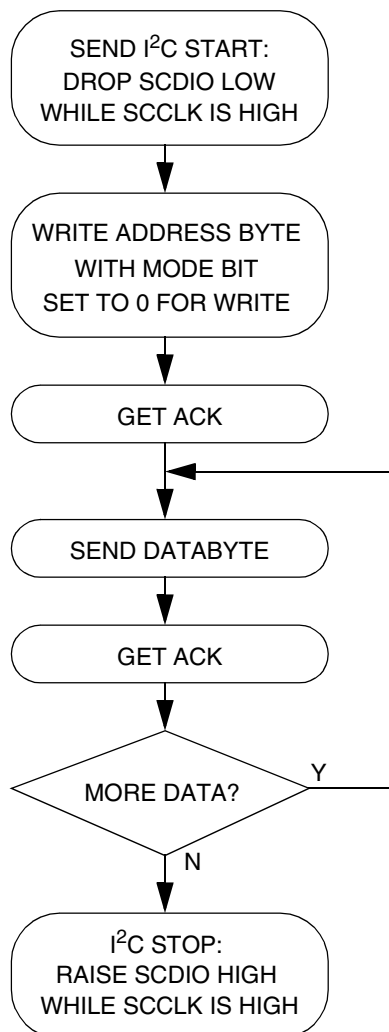 SEND I²C START:
DROP SCDIO LOW
WHILE SCCLK IS HIGH
WRITE ADDRESS BYTE
WITH MODE BIT
SET TO 0 FOR WRITE
GET ACK
SEND DATABYTE
GET ACK
MORE DATA?
Y
N
I²C STOP:
RAISE SCDIO HIGH
WHILE SCCLK IS HIGH